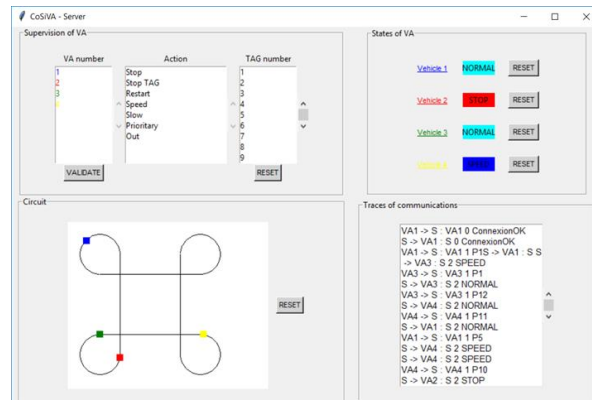 CoSiVA - Server
Supervision of VA
VA number Action TAG number
1
2
3
Stop
Stop TAG
Restart
Speed
Slow
Prioritary
Out
1
2
3
4
5
6
7
8
9
VALIDATE
RESET
States of VA
Vehicle 1 NORMAL RESET
Vehicle 2 STOP RESET
Vehicle 3 NORMAL RESET
Vehicle 4 SPEED RESET
Circuit
RESET
Traces of communications
VA1 -> S : VA1 0 ConnexionOK
S -> VA1 : S 0 ConnexionOK
VA1 -> S : VA1 1 P1S -> VA1 : S S
-> VA3 : S 2 SPEED
VA3 -> S : VA3 1 P1
S -> VA3 : S 2 NORMAL
VA3 -> S : VA3 1 P12
S -> VA4 : S 2 NORMAL
VA4 -> S : VA4 1 P11
S -> VA1 : S 2 NORMAL
VA1 -> S : VA1 1 P5
S -> VA4 : S 2 SPEED
S -> VA4 : S 2 SPEED
VA4 -> S : VA4 1 P10
S -> VA2 : S 2 STOP